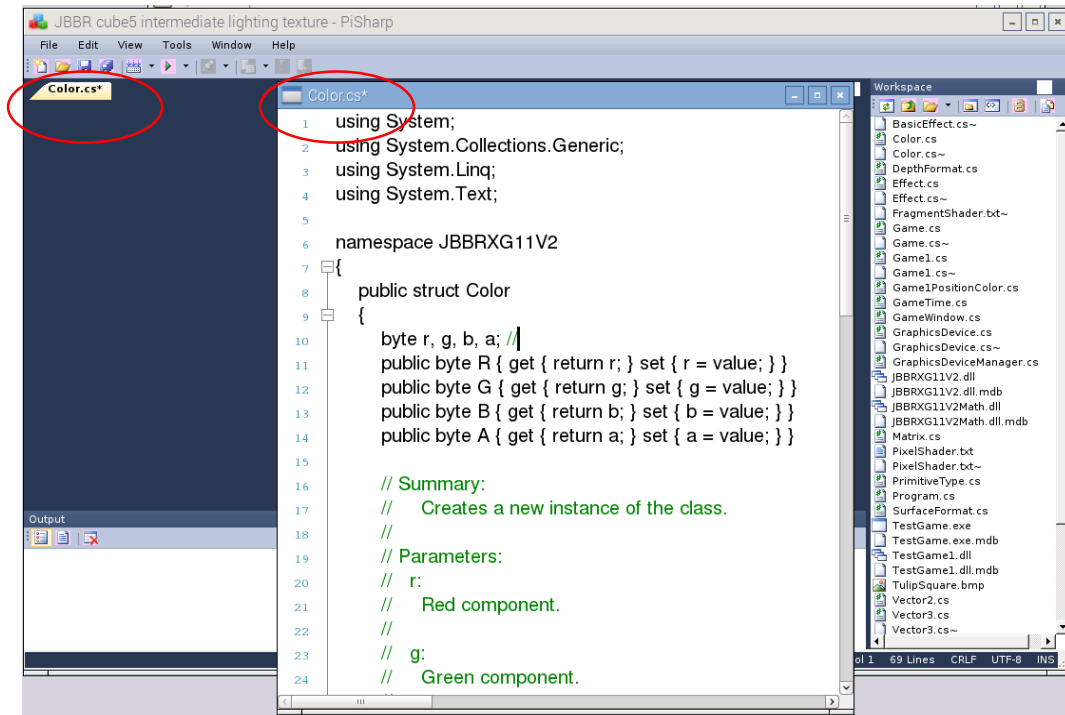 JBBR cube5 intermediate lighting texture - PiSharp
File Edit View Tools Window Help
Color.cs*
Color.cs*
1 using System;
2 using System.Collections.Generic;
3 using System.Linq;
4 using System.Text;
5
6 namespace JBBRXG11V2
7 {
8 public struct Color
9 {
10 byte r, g, b, a; //
11 public byte R { get { return r; } set { r = value; } }
12 public byte G { get { return g; } set { g = value; } }
13 public byte B { get { return b; } set { b = value; } }
14 public byte A { get { return a; } set { a = value; } }
15
16 // Summary:
17 // Creates a new instance of the class.
18 //
19 // Parameters:
20 // r:
21 // Red component.
22 //
23 // g:
24 // Green component.
Workspace
BasicEffect.cs~
Color.cs
Color.cs~
DepthFormat.cs
Effect.cs
Effect.cs~
FragmentShader.txt~
Game.cs
Game.cs~
Game1.cs
Game1.cs~
Game1PositionColor.cs
GameTime.cs
GameWindow.cs
GraphicsDevice.cs
GraphicsDevice.cs~
GraphicsDeviceManager.cs
JBBRXG11V2.dll
JBBRXG11V2.dll.mdb
JBBRXG11V2Math.dll
JBBRXG11V2Math.dll.mdb
Matrix.cs
PixelShader.txt
PixelShader.txt~
PrimitiveType.cs
Program.cs
SurfaceFormat.cs
TestGame.exe
TestGame.exe.mdb
TestGame1.dll
TestGame1.dll.mdb
TulipSquare.bmp
Vector2.cs
Vector3.cs
Vector3.cs~
Output
ol 1 69 Lines CRLF UTF-8 INS